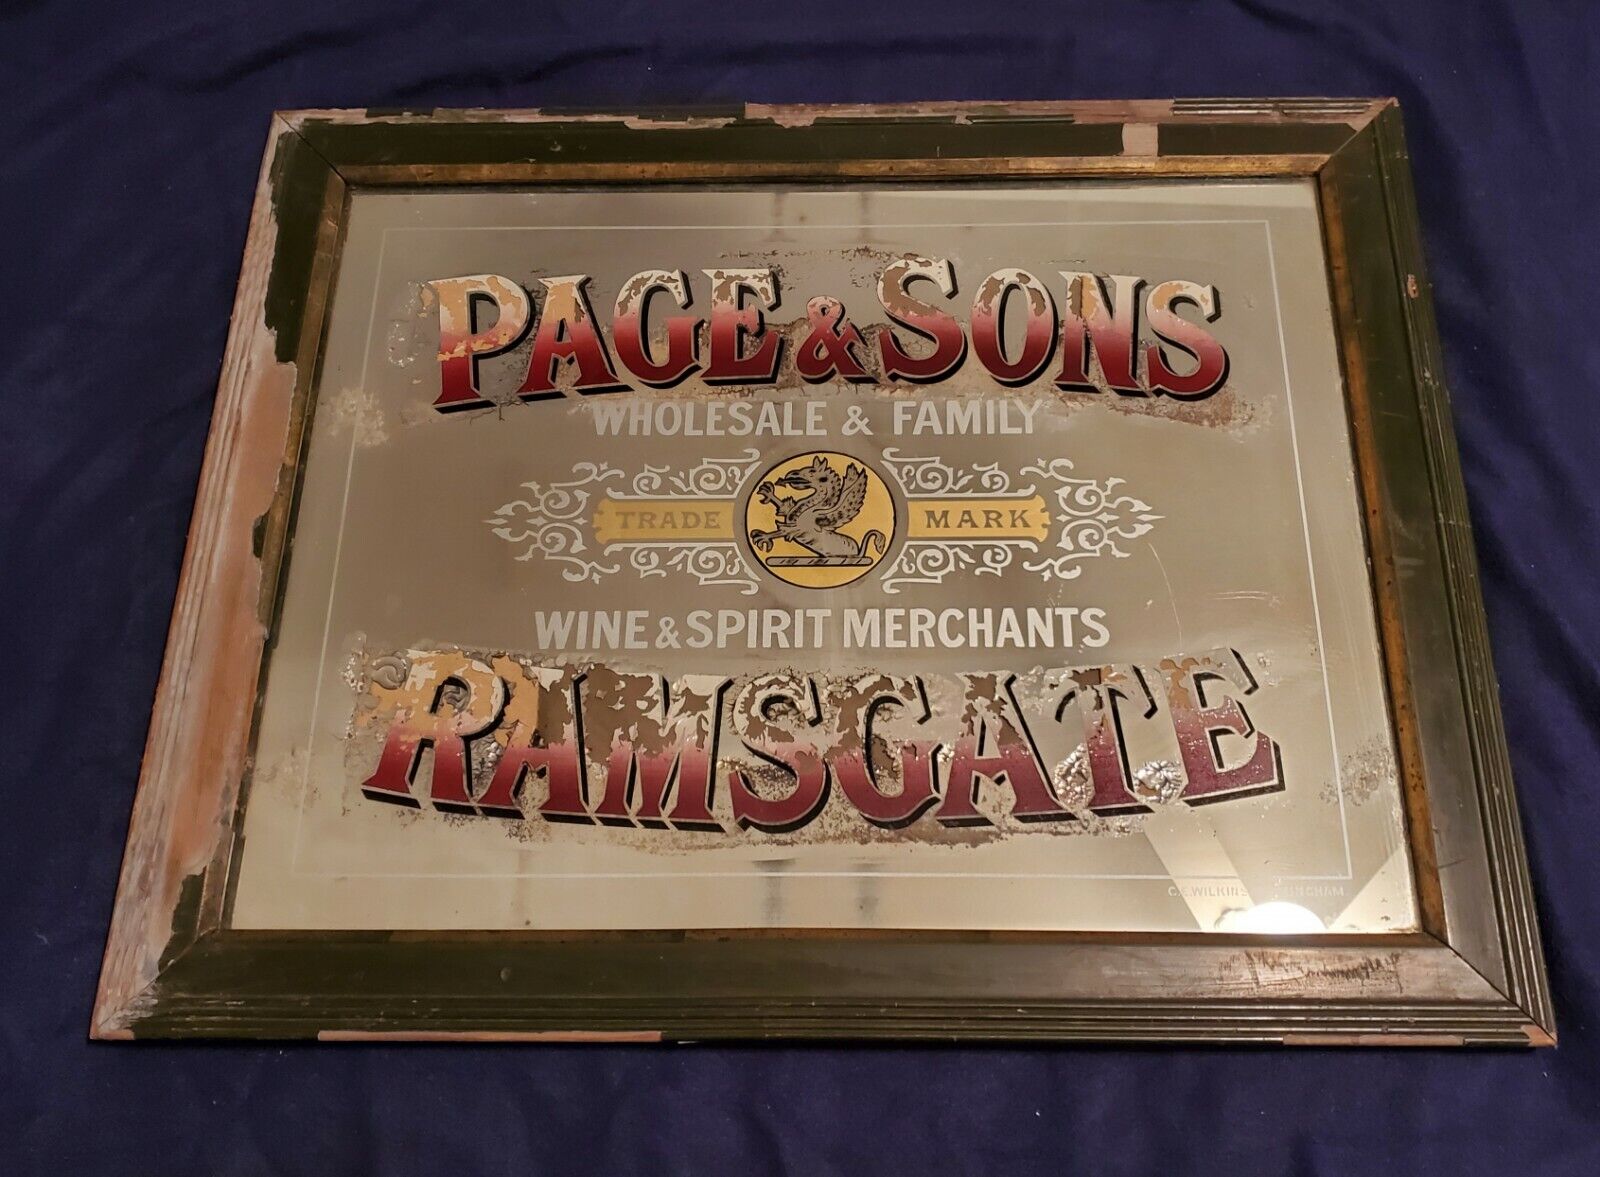 PAGE & SONS
WHOLESALE & FAMILY
TRADE MARK
WINE & SPIRIT MERCHANTS
RAMSGATE